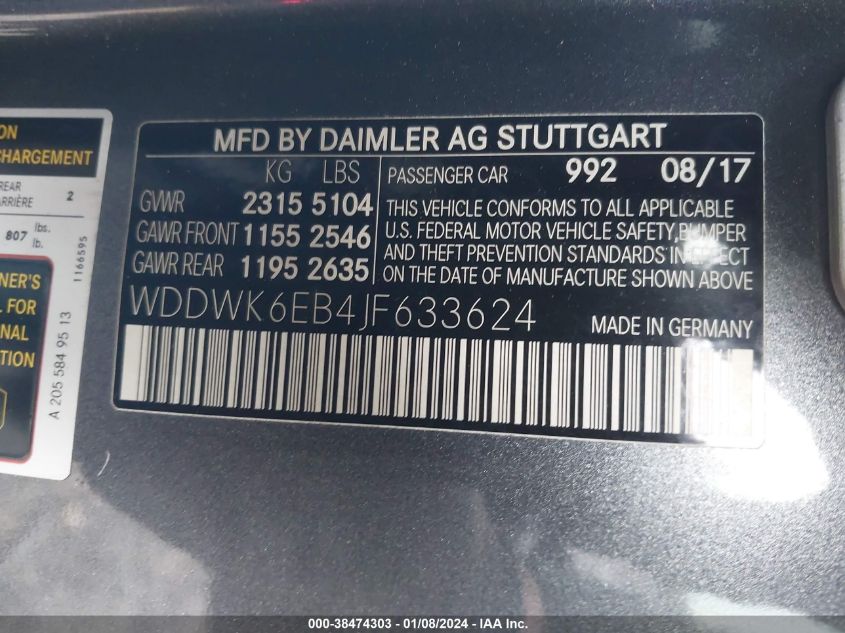 ON
CHARGEMENT
REAR
ARRIÈRE 2
807 lbs.
lb.
NER'S
L FOR
ONAL
TION
1166595
A 205 584 95 13
MFD BY DAIMLER AG STUTTGART
KG LBS
GVWR 2315 5104
GAWR FRONT 1155 2546
GAWR REAR 1195 2635
PASSENGER CAR 992 08/17
THIS VEHICLE CONFORMS TO ALL APPLICABLE
U.S. FEDERAL MOTOR VEHICLE SAFETY,BUMPER
AND THEFT PREVENTION STANDARDS IN EFFECT
ON THE DATE OF MANUFACTURE SHOWN ABOVE
WDDWK6EB4JF633624
MADE IN GERMANY
000-38474303 - 01/08/2024 - IAA Inc.